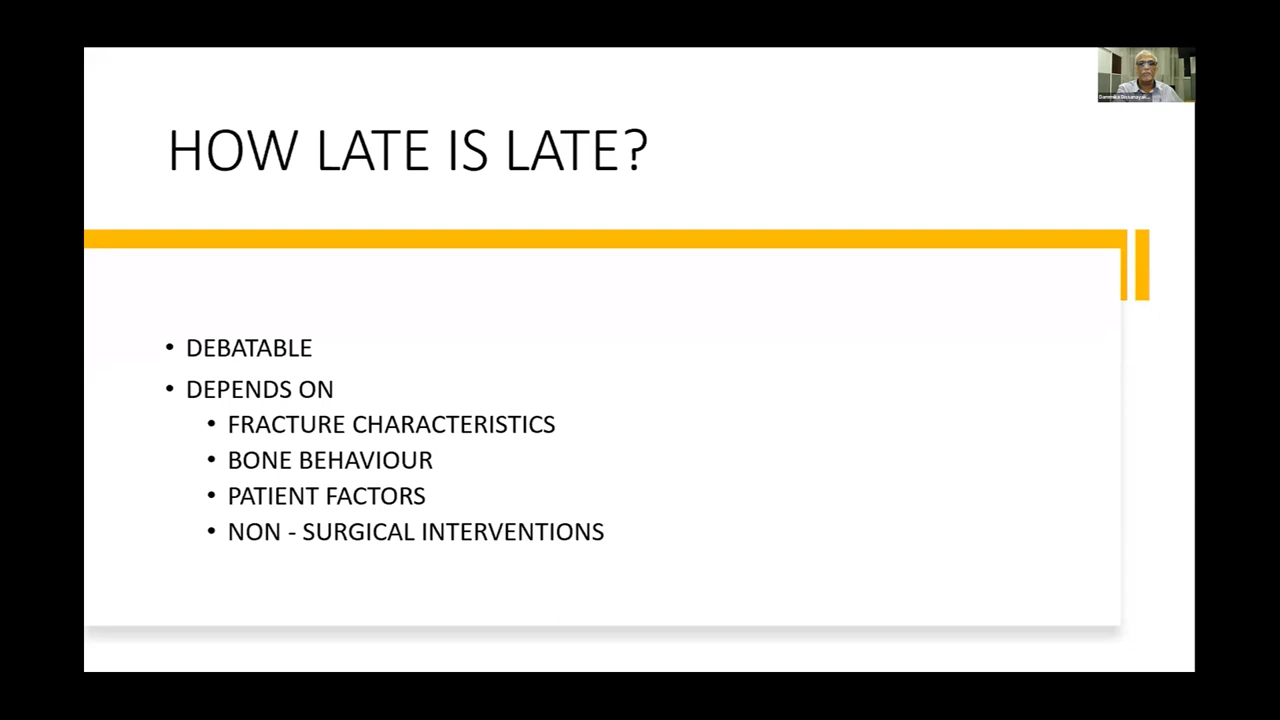 HOW LATE IS LATE?
• DEBATABLE
• DEPENDS ON
• FRACTURE CHARACTERISTICS
• BONE BEHAVIOUR
• PATIENT FACTORS
• NON - SURGICAL INTERVENTIONS